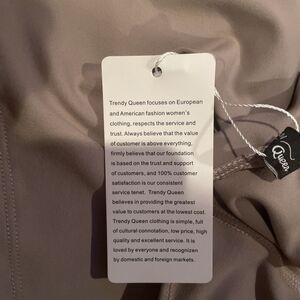 Trendy Queen focuses on European
and American fashion women's
clothing, respects the service and
trust. Always believe that the value
of customer is above everything,
firmly believe that our foundation
is based on the trust and support
of customers, and 100% customer
satisfaction is our consistent
service tenet. Trendy Queen
believes in providing the greatest
value to customers at the lowest cost.
Trendy Queen clothing is simple, full
of cultural connotation, low price, high
quality and excellent service. It is
loved by everyone and recognized
by domestic and foreign markets.
Queen